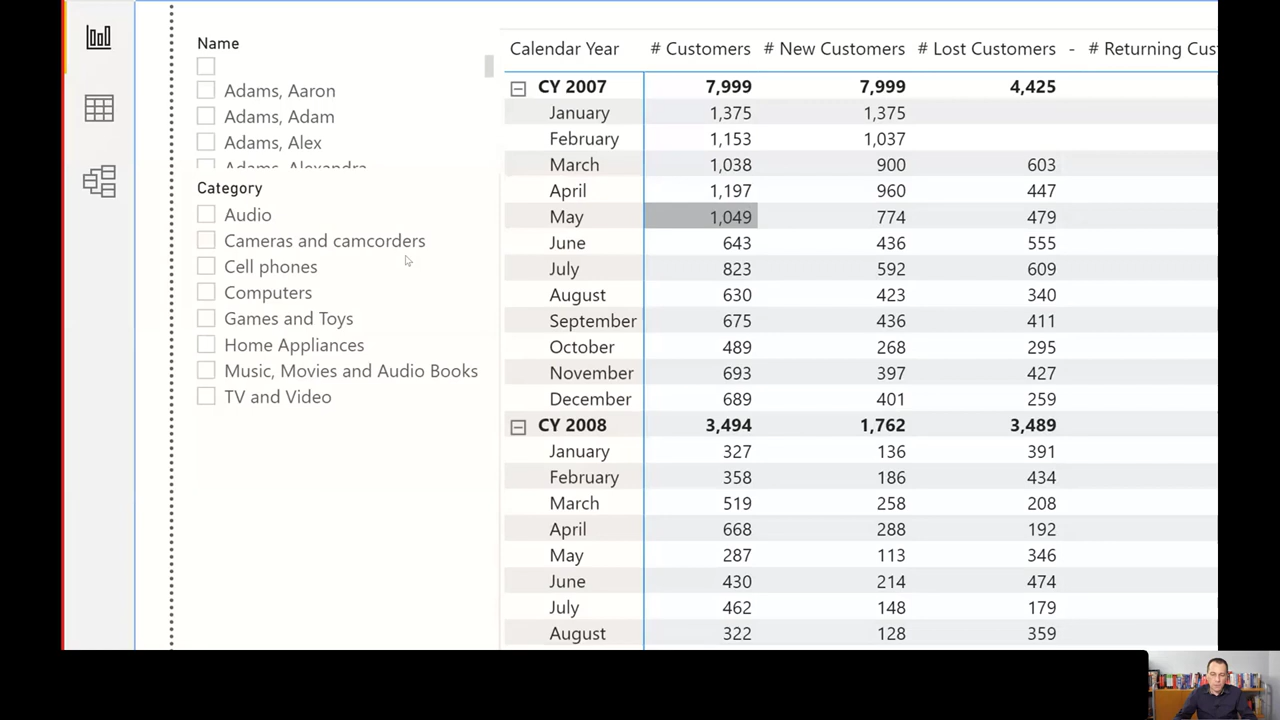 Name
Adams, Aaron
Adams, Adam
Adams, Alex
Adams, Alexandra
Category
Audio
Cameras and camcorders
Cell phones
Computers
Games and Toys
Home Appliances
Music, Movies and Audio Books
TV and Video
Calendar Year # Customers # New Customers # Lost Customers - # Returning Cust
CY 2007 7,999 7,999 4,425
January 1,375 1,375
February 1,153 1,037
March 1,038 900 603
April 1,197 960 447
May 1,049 774 479
June 643 436 555
July 823 592 609
August 630 423 340
September 675 436 411
October 489 268 295
November 693 397 427
December 689 401 259
CY 2008 3,494 1,762 3,489
January 327 136 391
February 358 186 434
March 519 258 208
April 668 288 192
May 287 113 346
June 430 214 474
July 462 148 179
August 322 128 359